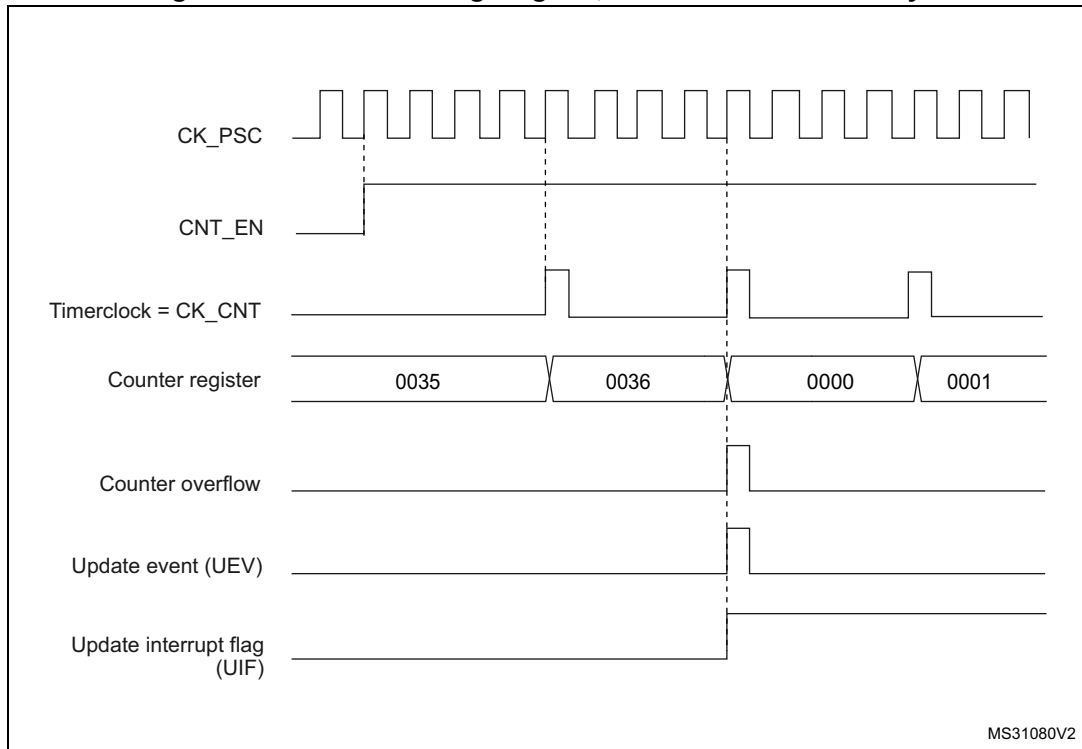 CK_PSC
CNT_EN
Timerclock = CK_CNT
Counter register
0035
0036
0000
0001
Counter overflow
Update event (UEV)
Update interrupt flag
(UIF)
MS31080V2